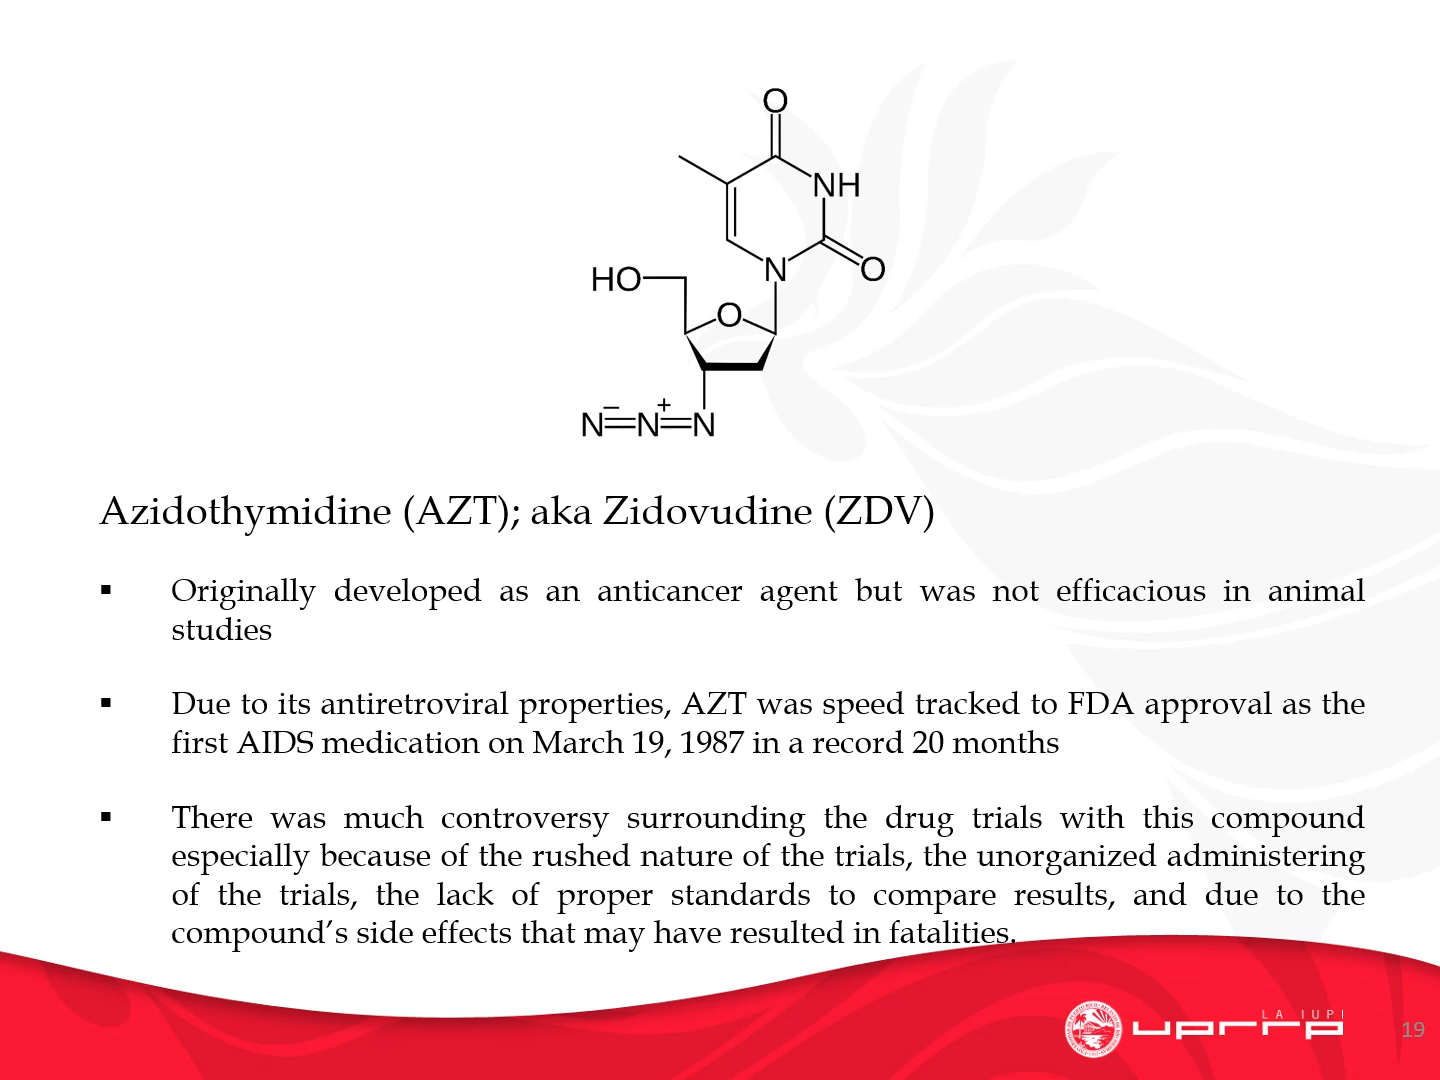 O
NH
N
O
HO
O
N N N
− +
Azidothymidine (AZT); aka Zidovudine (ZDV)
▪ Originally developed as an anticancer agent but was not efficacious in animal
studies
▪ Due to its antiretroviral properties, AZT was speed tracked to FDA approval as the
first AIDS medication on March 19, 1987 in a record 20 months
▪ There was much controversy surrounding the drug trials with this compound
especially because of the rushed nature of the trials, the unorganized administering
of the trials, the lack of proper standards to compare results, and due to the
compound’s side effects that may have resulted in fatalities.
LA IUPI
uprrp
19